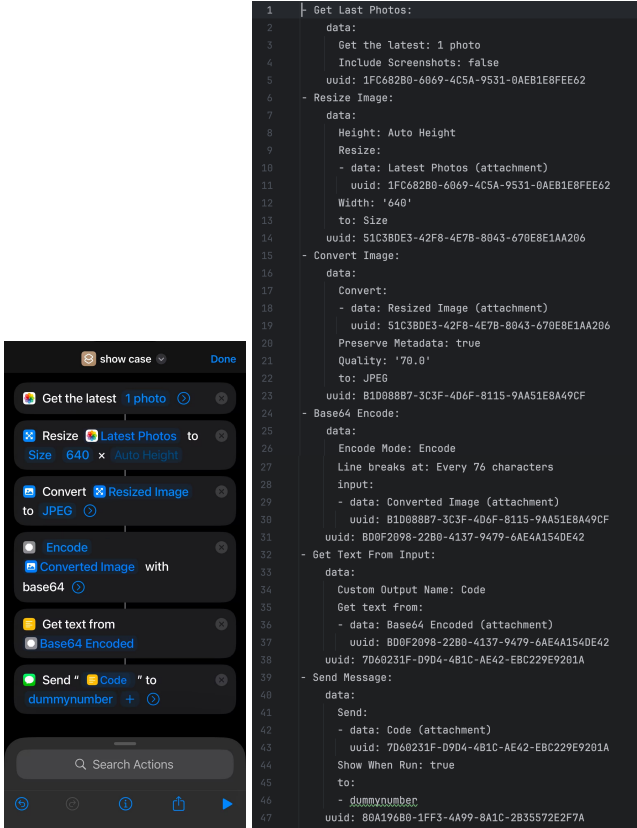 show case
Done
Get the latest 1 photo
Resize Latest Photos to
Size 640 × Auto Height
Convert Resized Image
to JPEG
Encode
Converted Image with
base64
Get text from
Base64 Encoded
Send “ Code ” to
dummynumber +
Search Actions
1 - Get Last Photos:
2 data:
3 Get the latest: 1 photo
4 Include Screenshots: false
5 uuid: 1FC682B0-6069-4C5A-9531-0AEB1E8FEE62
6 - Resize Image:
7 data:
8 Height: Auto Height
9 Resize:
10 - data: Latest Photos (attachment)
11 uuid: 1FC682B0-6069-4C5A-9531-0AEB1E8FEE62
12 Width: '640'
13 to: Size
14 uuid: 51C3BDE3-42F8-4E7B-8043-670E8E1AA206
15 - Convert Image:
16 data:
17 Convert:
18 - data: Resized Image (attachment)
19 uuid: 51C3BDE3-42F8-4E7B-8043-670E8E1AA206
20 Preserve Metadata: true
21 Quality: '70.0'
22 to: JPEG
23 uuid: B1D088B7-3C3F-4D6F-8115-9AA51E8A49CF
24 - Base64 Encode:
25 data:
26 Encode Mode: Encode
27 Line breaks at: Every 76 characters
28 input:
29 - data: Converted Image (attachment)
30 uuid: B1D088B7-3C3F-4D6F-8115-9AA51E8A49CF
31 uuid: BD0F2098-22B0-4137-9479-6AE4A154DE42
32 - Get Text From Input:
33 data:
34 Custom Output Name: Code
35 Get text from:
36 - data: Base64 Encoded (attachment)
37 uuid: BD0F2098-22B0-4137-9479-6AE4A154DE42
38 uuid: 7D60231F-D9D4-4B1C-AE42-EBC229E9201A
39 - Send Message:
40 data:
41 Send:
42 - data: Code (attachment)
43 uuid: 7D60231F-D9D4-4B1C-AE42-EBC229E9201A
44 Show When Run: true
45 to:
46 - dummynumber
47 uuid: 80A196B0-1FF3-4A99-8A1C-2B35572E2F7A